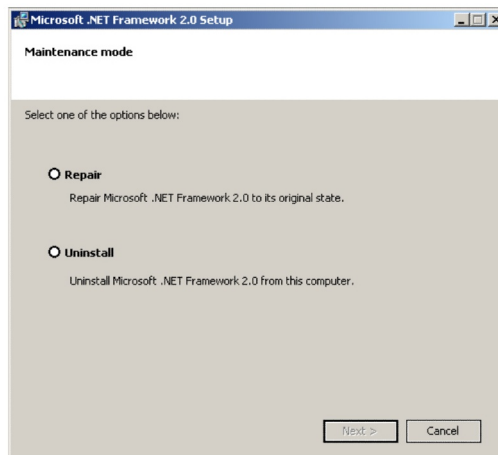 Microsoft .NET Framework 2.0 Setup
Maintenance mode
Select one of the options below:
Repair
Repair Microsoft .NET Framework 2.0 to its original state.
Uninstall
Uninstall Microsoft .NET Framework 2.0 from this computer.
Next >
Cancel